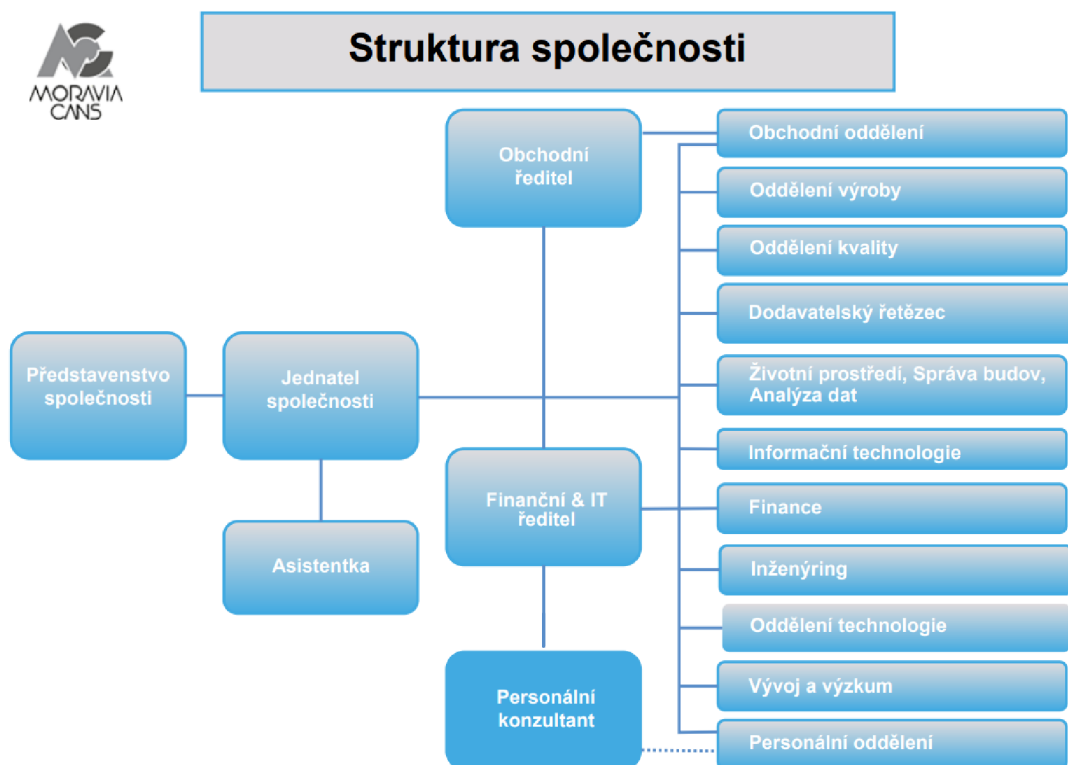 MORAVIA
CANS
Struktura společnosti
Obchodní
ředitel
Obchodní oddělení
Oddělení výroby
Oddělení kvality
Dodavatelský řetězec
Představenstvo
společnosti
Jednatel
společnosti
Životní prostředí, Správa budov,
Analýza dat
Informační technologie
Finanční & IT
ředitel
Finance
Asistentka
Inženýring
Oddělení technologie
Personální
konzultant
Vývoj a výzkum
Personální oddělení